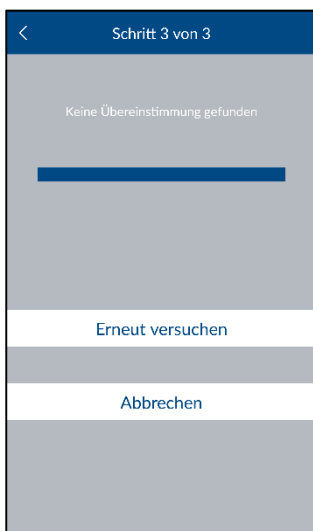 Schritt 3 von 3
Keine Übereinstimmung gefunden
Erneut versuchen
Abbrechen